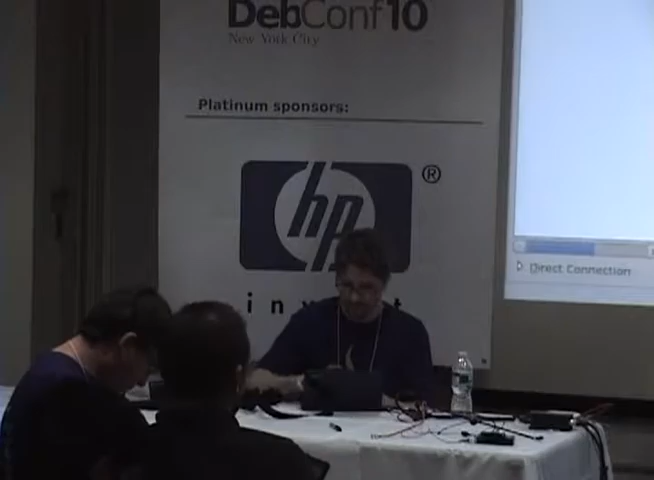 DebConf10
New York City
Platinum sponsors:
hp
®
Direct Connection